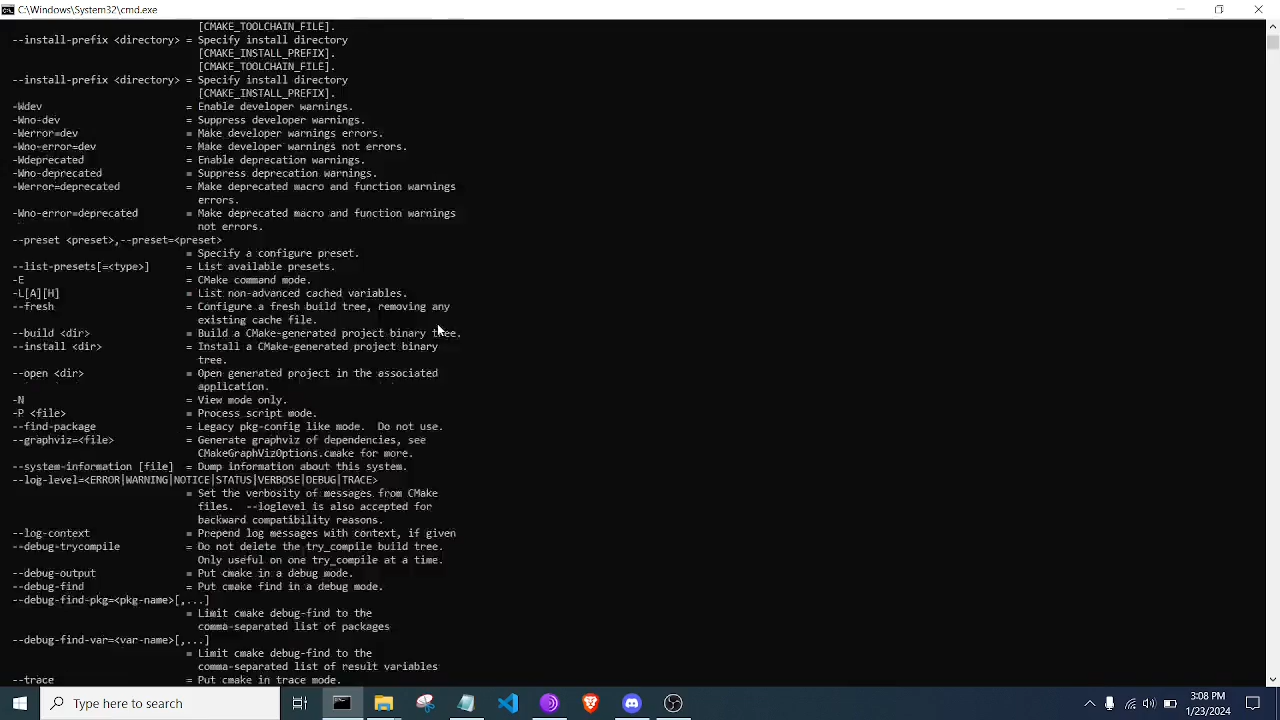 C:\Windows\System32\cmd.exe
[CMAKE_TOOLCHAIN_FILE].
--install-prefix <directory> = Specify install directory
[CMAKE_INSTALL_PREFIX].
[CMAKE_TOOLCHAIN_FILE].
--install-prefix <directory> = Specify install directory
[CMAKE_INSTALL_PREFIX].
-Wdev = Enable developer warnings.
-Wno-dev = Suppress developer warnings.
-Werror=dev = Make developer warnings errors.
-Wno-error=dev = Make developer warnings not errors.
-Wdeprecated = Enable deprecation warnings.
-Wno-deprecated = Suppress deprecation warnings.
-Werror=deprecated = Make deprecated macro and function warnings
errors.
-Wno-error=deprecated = Make deprecated macro and function warnings
not errors.
--preset <preset>,--preset=<preset>
= Specify a configure preset.
--list-presets[=<type>] = List available presets.
-E = CMake command mode.
-L[A][H] = List non-advanced cached variables.
--fresh = Configure a fresh build tree, removing any
existing cache file.
--build <dir> = Build a CMake-generated project binary tree.
--install <dir> = Install a CMake-generated project binary
tree.
--open <dir> = Open generated project in the associated
application.
-N = View mode only.
-P <file> = Process script mode.
--find-package = Legacy pkg-config like mode. Do not use.
--graphviz=<file> = Generate graphviz of dependencies, see
CMakeGraphVizOptions.cmake for more.
--system-information [file] = Dump information about this system.
--log-level=<ERROR|WARNING|NOTICE|STATUS|VERBOSE|DEBUG|TRACE>
= Set the verbosity of messages from CMake
files. --loglevel is also accepted for
backward compatibility reasons.
--log-context = Prepend log messages with context, if given
--debug-trycompile = Do not delete the try_compile build tree.
Only useful on one try_compile at a time.
--debug-output = Put cmake in a debug mode.
--debug-find = Put cmake find in a debug mode.
--debug-find-pkg=<pkg-name>[,...]
= Limit cmake debug-find to the
comma-separated list of packages
--debug-find-var=<var-name>[,...]
= Limit cmake debug-find to the
comma-separated list of result variables
--trace = Put cmake in trace mode.
Type here to search
3:08 PM
1/23/2024